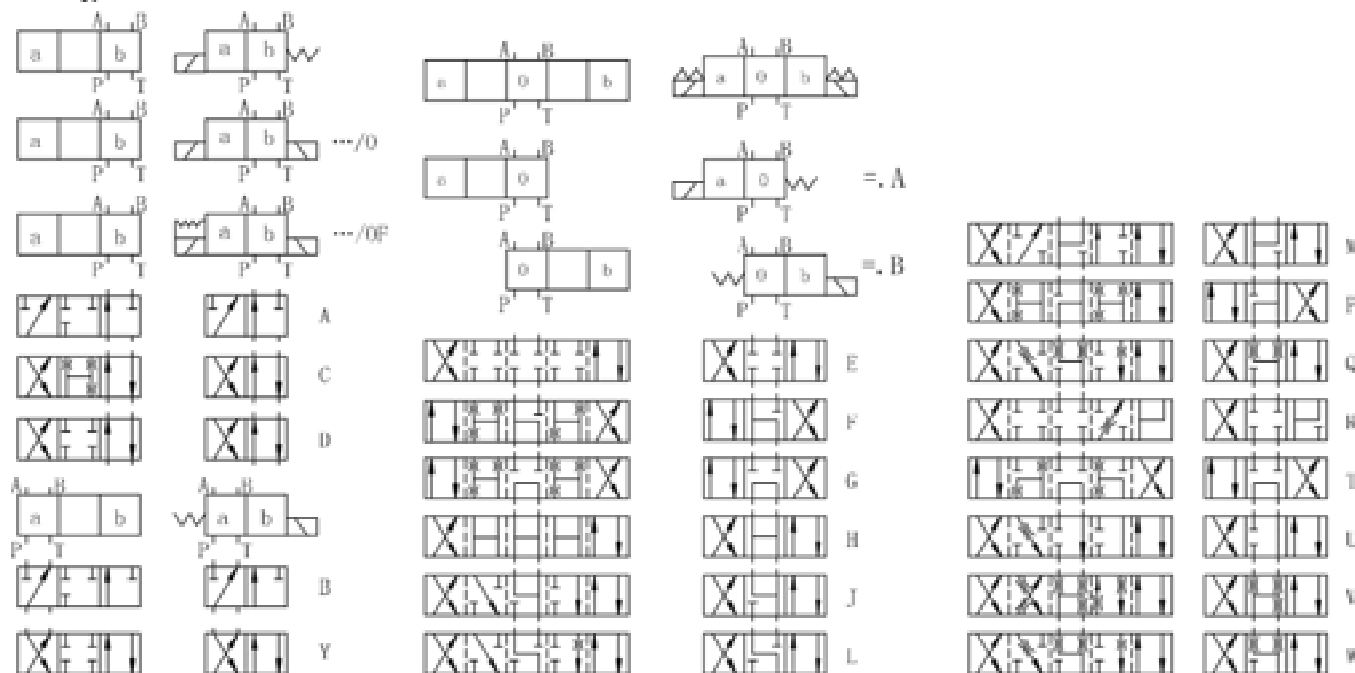 A B A B
a b a b
P T P T
A B A B
a b a b ···/O
P T P T
A B A B
a b a b ···/OF
P T P T
A
C
D
A B A B
a b a b
P T P T
B
Y
A B A B
a 0 b a 0 b
P T P T
A B A B
a 0 a 0 =. A
P T P T
A B A B
0 b 0 b =. B
P T P T
E
F
G
H
J
L
M
P
Q
R
T
U
V
W